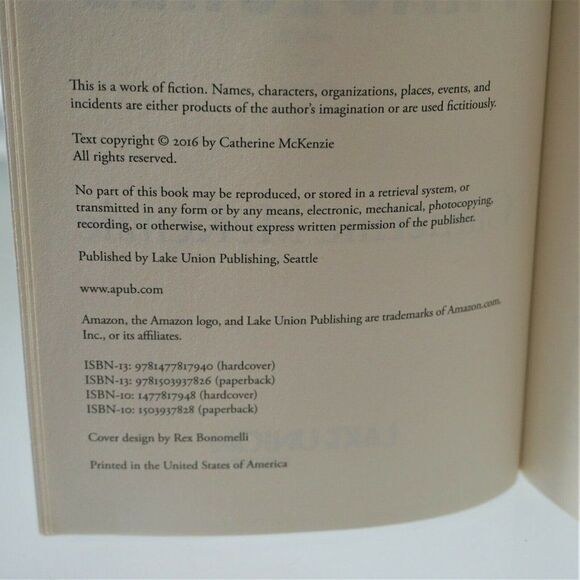 This is a work of fiction. Names, characters, organizations, places, events, and
incidents are either products of the author's imagination or are used fictitiously.
Text copyright © 2016 by Catherine McKenzie
All rights reserved.
No part of this book may be reproduced, or stored in a retrieval system, or
transmitted in any form or by any means, electronic, mechanical, photocopying,
recording, or otherwise, without express written permission of the publisher.
Published by Lake Union Publishing, Seattle
www.apub.com
Amazon, the Amazon logo, and Lake Union Publishing are trademarks of Amazon.com,
Inc., or its affiliates.
ISBN-13: 9781477817940 (hardcover)
ISBN-13: 9781503937826 (paperback)
ISBN-10: 1477817948 (hardcover)
ISBN-10: 1503937828 (paperback)
Cover design by Rex Bonomelli
Printed in the United States of America